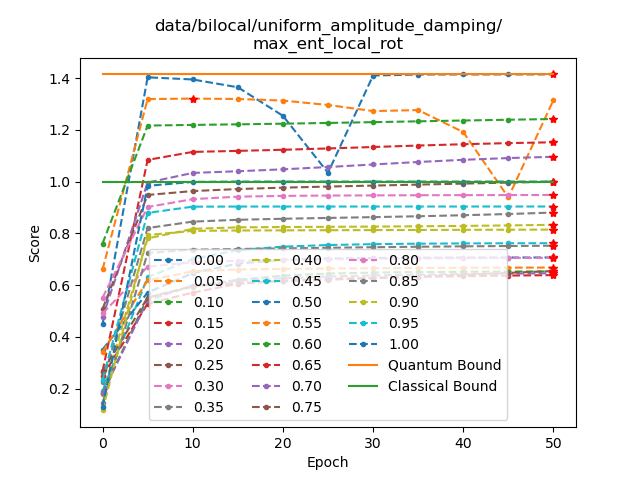 data/bilocal/uniform_amplitude_damping/
max_ent_local_rot
Score
1.4
1.2
1.0
0.8
0.6
0.4
0.2
0.00 0.40 0.80
0.05 0.45 0.85
0.10 0.50 0.90
0.15 0.55 0.95
0.20 0.60 1.00
0.25 0.65 Quantum Bound
0.30 0.70 Classical Bound
0.35 0.75
0 10 20 30 40 50
Epoch